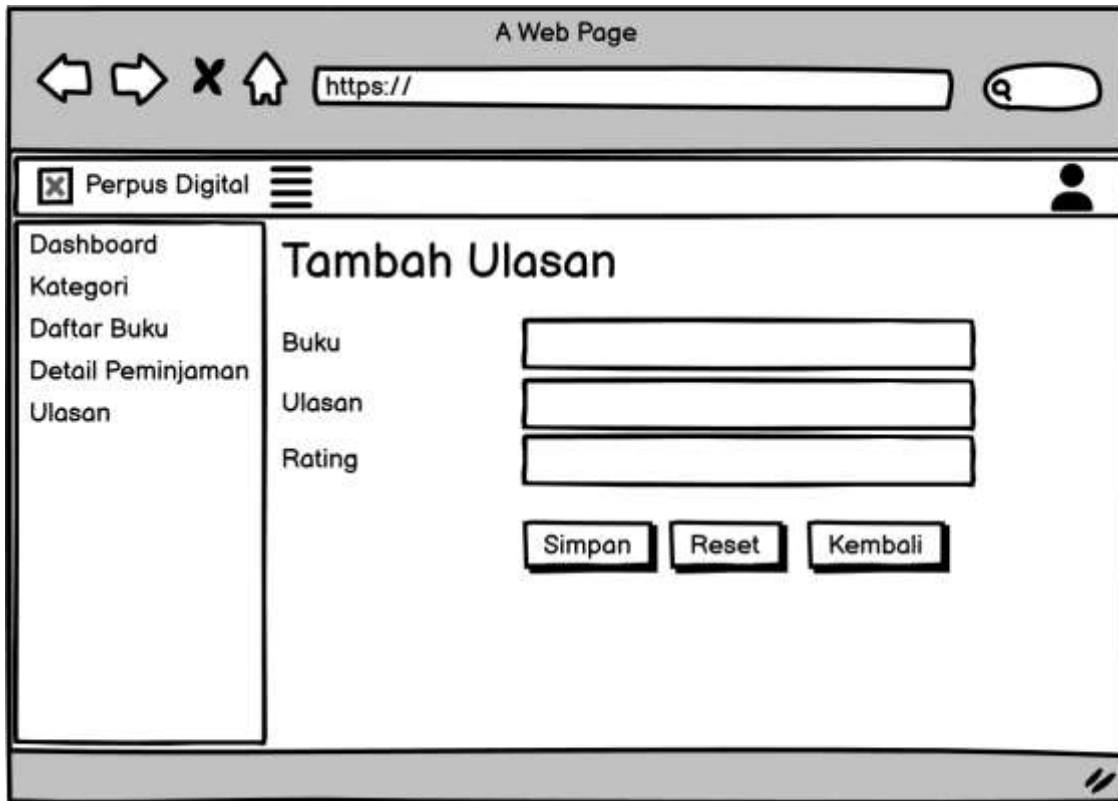 A Web Page
https://
Perpus Digital
Dashboard
Kategori
Daftar Buku
Detail Peminjaman
Ulasan
Tambah Ulasan
Buku
Ulasan
Rating
Simpan Reset Kembali